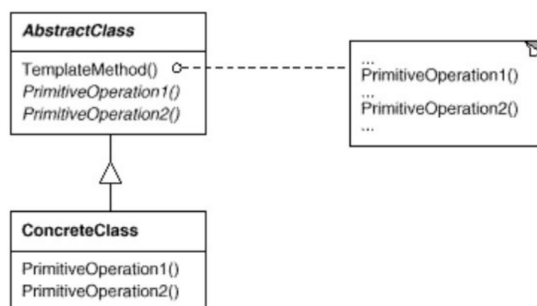 AbstractClass
TemplateMethod()
PrimitiveOperation1()
PrimitiveOperation2()
...
PrimitiveOperation1()
...
PrimitiveOperation2()
...
ConcreteClass
PrimitiveOperation1()
PrimitiveOperation2()